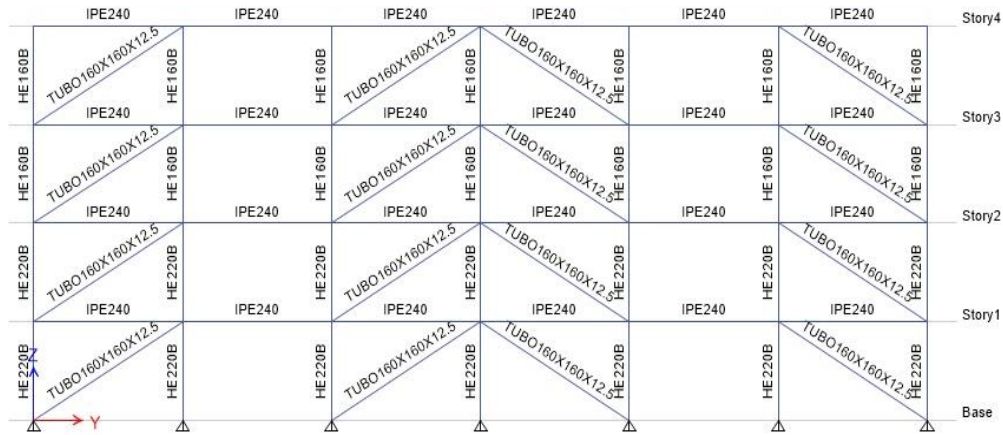 IPE240 IPE240 IPE240 IPE240 IPE240 IPE240 Story4
HE160B TUBO160X160X12.5 HE160B HE160B TUBO160X160X12.5 HE160B TUBO160X160X12.5 HE160B HE160B TUBO160X160X12.5 HE160B
IPE240 IPE240 IPE240 IPE240 IPE240 IPE240 Story3
HE160B TUBO160X160X12.5 HE160B HE160B TUBO160X160X12.5 HE160B TUBO160X160X12.5 HE160B HE160B TUBO160X160X12.5 HE160B
IPE240 IPE240 IPE240 IPE240 IPE240 IPE240 Story2
HE220B TUBO160X160X12.5 HE220B HE220B TUBO160X160X12.5 HE220B TUBO160X160X12.5 HE220B HE220B TUBO160X160X12.5 HE220B
IPE240 IPE240 IPE240 IPE240 IPE240 IPE240 Story1
HE220B TUBO160X160X12.5 HE220B HE220B TUBO160X160X12.5 HE220B TUBO160X160X12.5 HE220B HE220B TUBO160X160X12.5 HE220B
Z
Y
Base